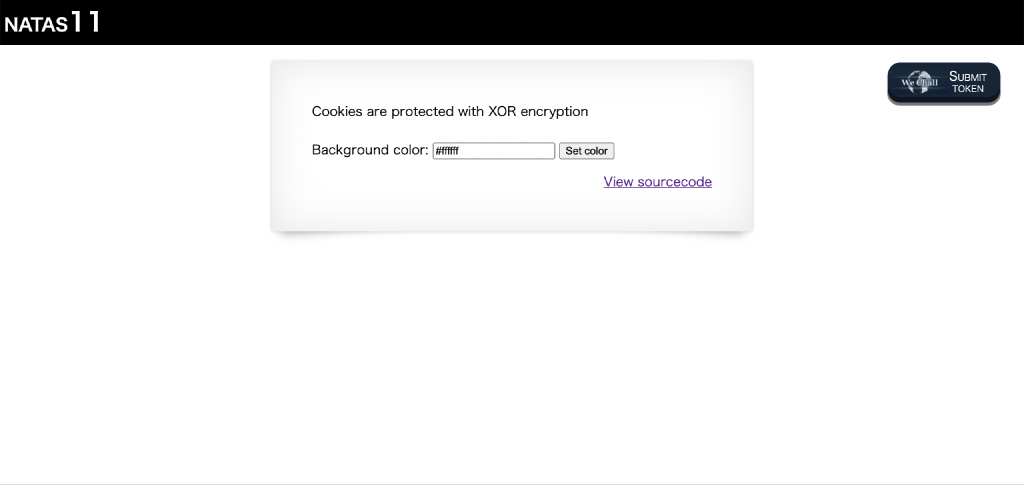 NATAS11
We Chall SUBMIT
TOKEN
Cookies are protected with XOR encryption
Background color: #ffffff Set color
View sourcecode